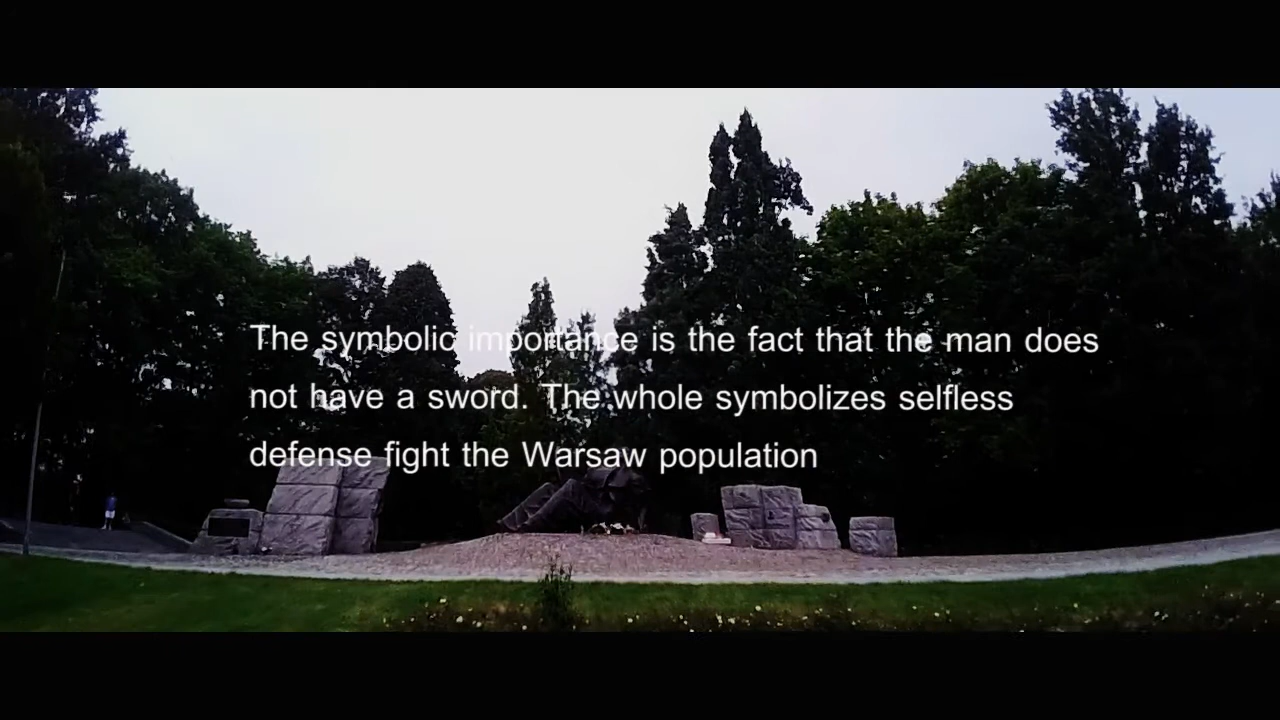 The symbolic importance is the fact that the man does
not have a sword. The whole symbolizes selfless
defense fight the Warsaw population